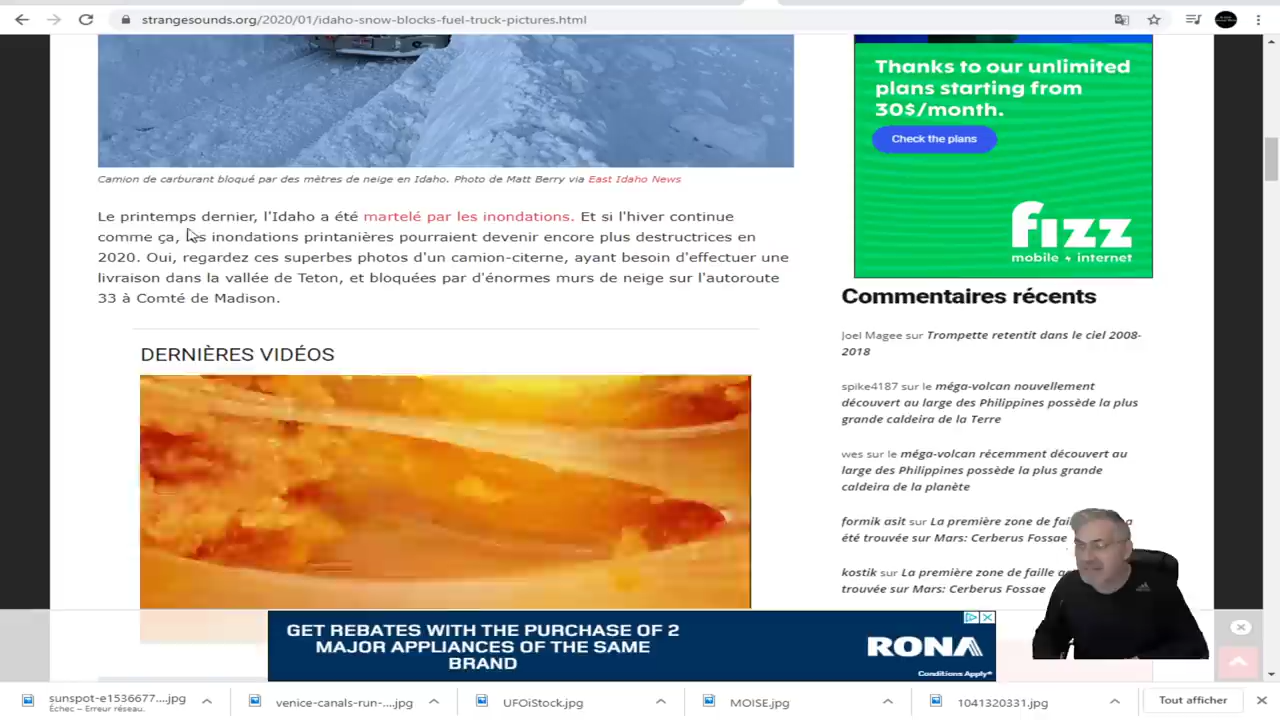 strangesounds.org/2020/01/idaho-snow-blocks-fuel-truck-pictures.html
Camion de carburant bloqué par des mètres de neige en Idaho. Photo de Matt Berry via East Idaho News
Le printemps dernier, l'Idaho a été martelé par les inondations. Et si l'hiver continue
comme ça, les inondations printanières pourraient devenir encore plus destructrices en
2020. Oui, regardez ces superbes photos d'un camion-citerne, ayant besoin d'effectuer une
livraison dans la vallée de Teton, et bloquées par d'énormes murs de neige sur l'autoroute
33 à Comté de Madison.
DERNIÈRES VIDÉOS
Thanks to our unlimited
plans starting from
30$/month.
Check the plans
fizz
mobile + internet
Commentaires récents
Joel Magee sur Trompette retentit dans le ciel 2008-
2018
spike4187 sur le méga-volcan nouvellement
découvert au large des Philippines possède la plus
grande caldeira de la Terre
wes sur le méga-volcan récemment découvert au
large des Philippines possède la plus grande
caldeira de la planète
formik asit sur La première zone de
été trouvée sur Mars: Cerberus Fossae
kostik sur La première zone de faille
trouvée sur Mars: Cerberus Fossae
GET REBATES WITH THE PURCHASE OF 2
MAJOR APPLIANCES OF THE SAME
BRAND
RONA
Conditions Apply*
sunspot-e1536677....jpg
Échec – Erreur réseau.
venice-canals-run-....jpg
UFOiStock.jpg
MOISE.jpg
1041320331.jpg
Tout afficher